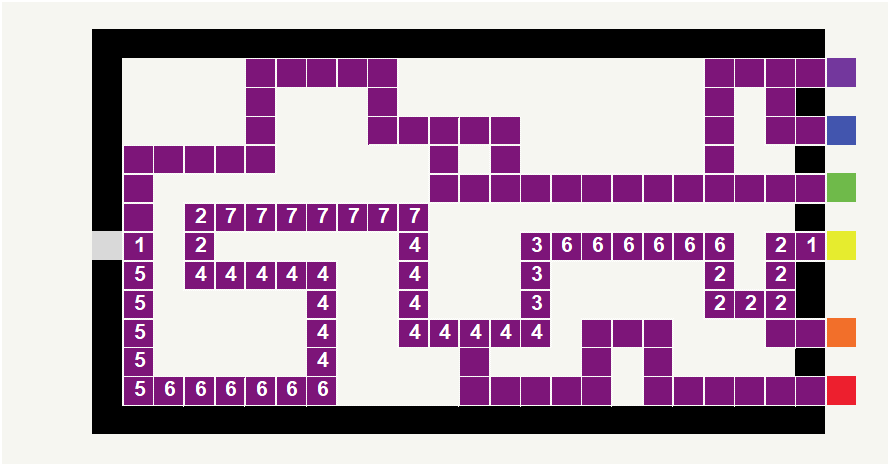 2 7 7 7 7 7 7 7
1 2 4 3 6 6 6 6 6 6 2 1
5 4 4 4 4 4 4 3 2 2
5 4 4 3 2 2 2
5 4 4 4 4 4 4
5 4
5 6 6 6 6 6 6